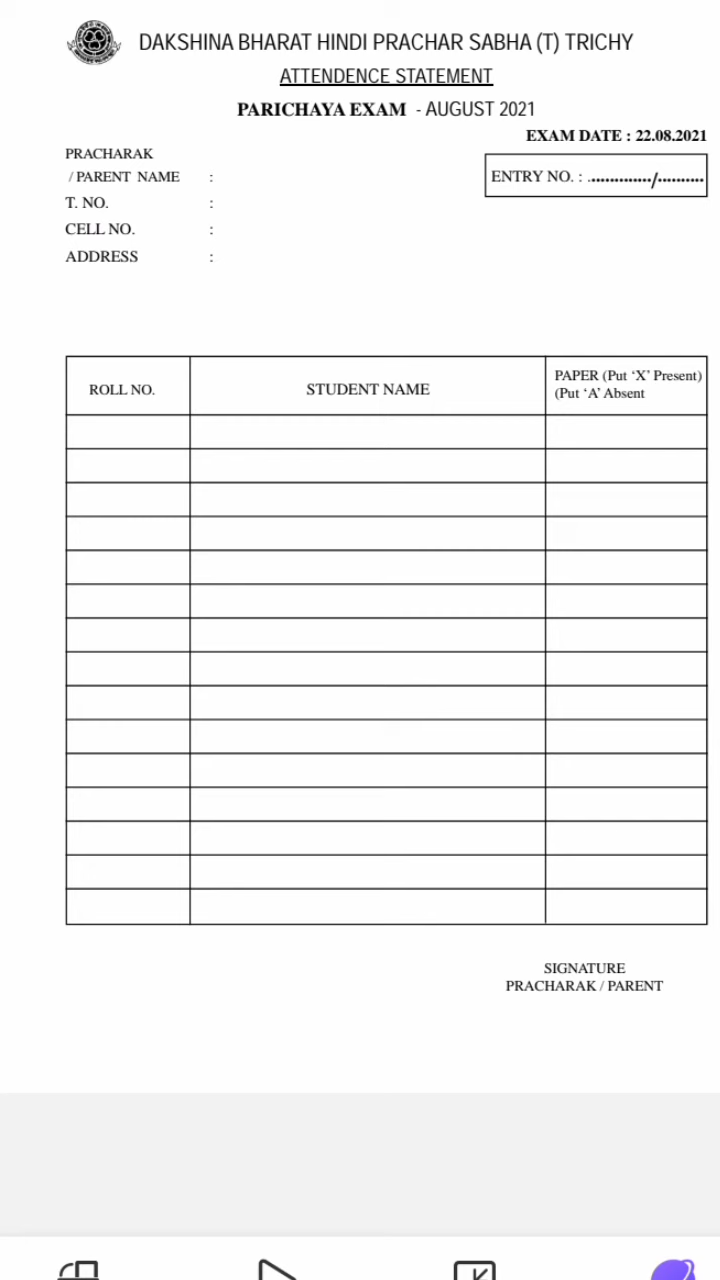 DAKSHINA BHARAT HINDI PRACHAR SABHA (T) TRICHY
ATTENDENCE STATEMENT
PARICHAYA EXAM - AUGUST 2021
EXAM DATE : 22.08.2021
PRACHARAK
/ PARENT NAME :
ENTRY NO. : ............../..........
T. NO. :
CELL NO. :
ADDRESS :
ROLL NO. STUDENT NAME PAPER (Put ‘X’ Present)
(Put ‘A’ Absent
SIGNATURE
PRACHARAK / PARENT